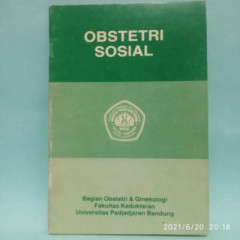 OBSTETRI
SOSIAL
Bagian Obstetri & Ginekologi
Fakultas Kedokteran
Universitas Padjadjaran Bandung
2021/6/20 20:18